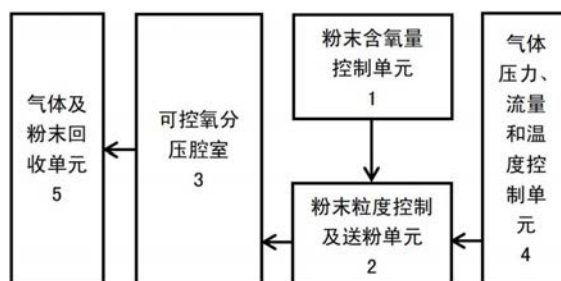 气体及
粉末回
收单元
5
可控氧分
压腔室
3
粉末含氧量
控制单元
1
粉末粒度控制
及送粉单元
2
气体
压力、
流量
和温
度控
制单
元
4